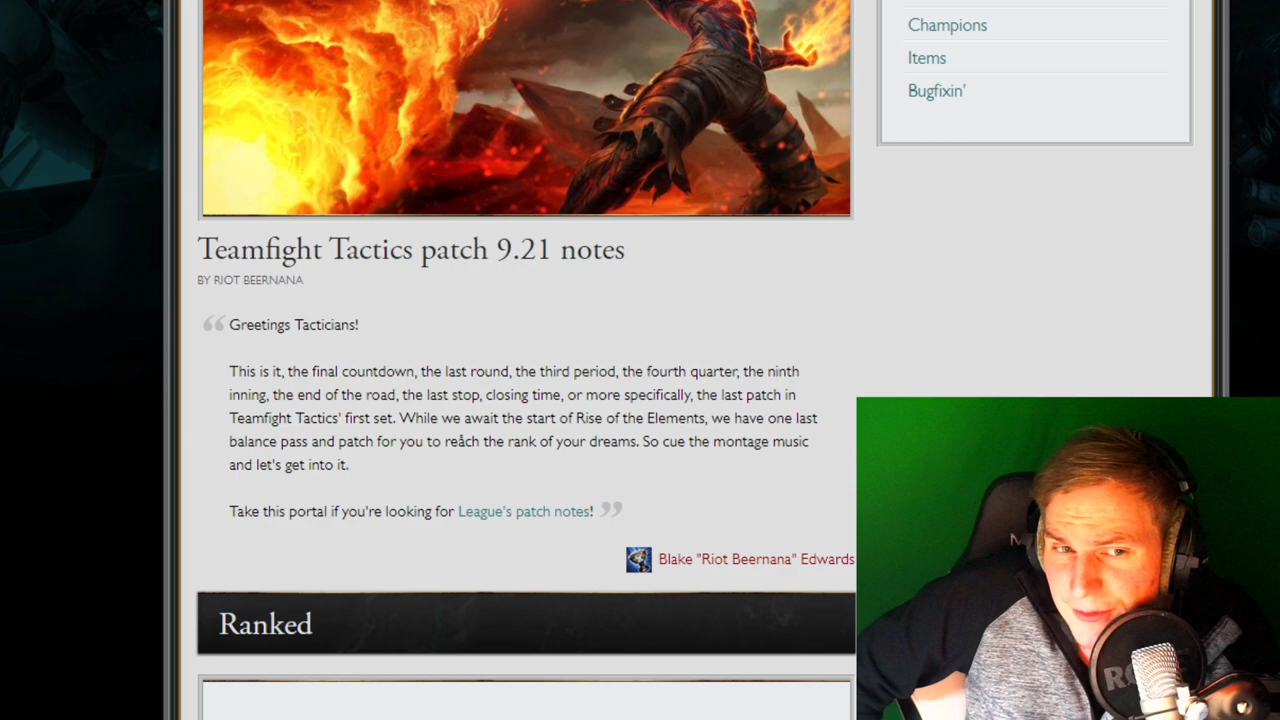 Champions
Items
Bugfixin'
Teamfight Tactics patch 9.21 notes
BY RIOT BEERNANA
“ Greetings Tacticians!
This is it, the final countdown, the last round, the third period, the fourth quarter, the ninth
inning, the end of the road, the last stop, closing time, or more specifically, the last patch in
Teamfight Tactics' first set. While we await the start of Rise of the Elements, we have one last
balance pass and patch for you to reach the rank of your dreams. So cue the montage music
and let's get into it.
Take this portal if you're looking for League's patch notes! ”
Blake "Riot Beernana" Edwards
Ranked